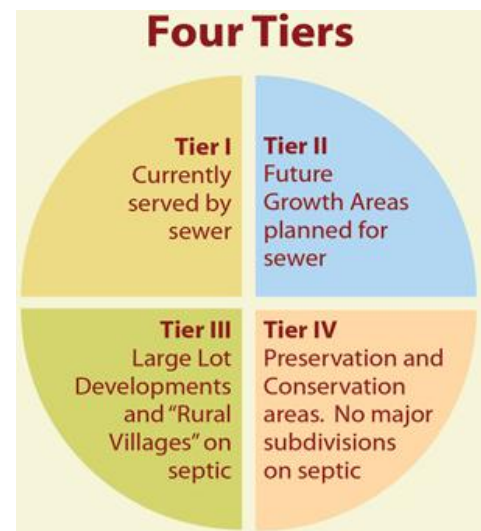 Four Tiers
Tier I
Currently
served by
sewer
Tier II
Future
Growth Areas
planned for
sewer
Tier III
Large Lot
Developments
and “Rural
Villages” on
septic
Tier IV
Preservation and
Conservation
areas. No major
subdivisions
on septic